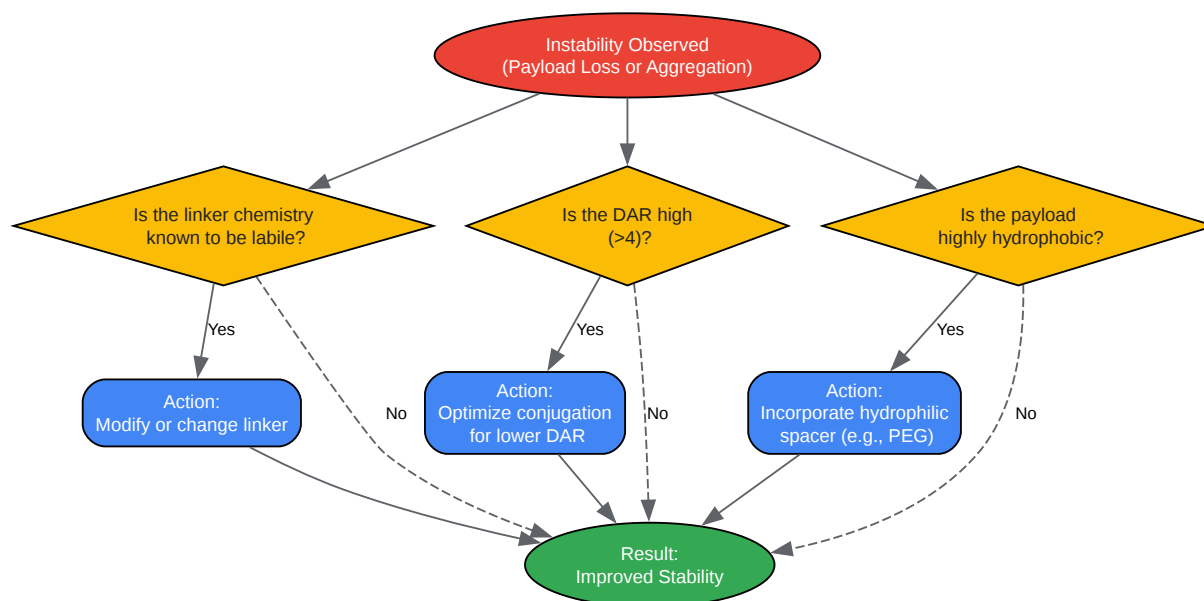 Instability Observed
(Payload Loss or Aggregation)
Is the linker chemistry
known to be labile?
Is the DAR high
(>4)?
Is the payload
highly hydrophobic?
Yes
Yes
Yes
Action:
Modify or change linker
No
Action:
Optimize conjugation
for lower DAR
No
Action:
Incorporate hydrophilic
spacer (e.g., PEG)
No
Result:
Improved Stability